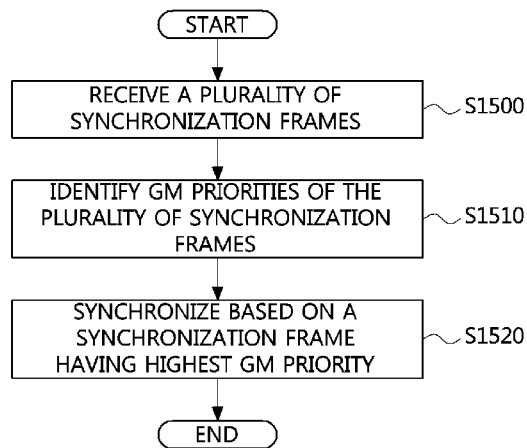 START
RECEIVE A PLURALITY OF
SYNCHRONIZATION FRAMES
S1500
IDENTIFY GM PRIORITIES OF THE
PLURALITY OF SYNCHRONIZATION
FRAMES
S1510
SYNCHRONIZE BASED ON A
SYNCHRONIZATION FRAME
HAVING HIGHEST GM PRIORITY
S1520
END